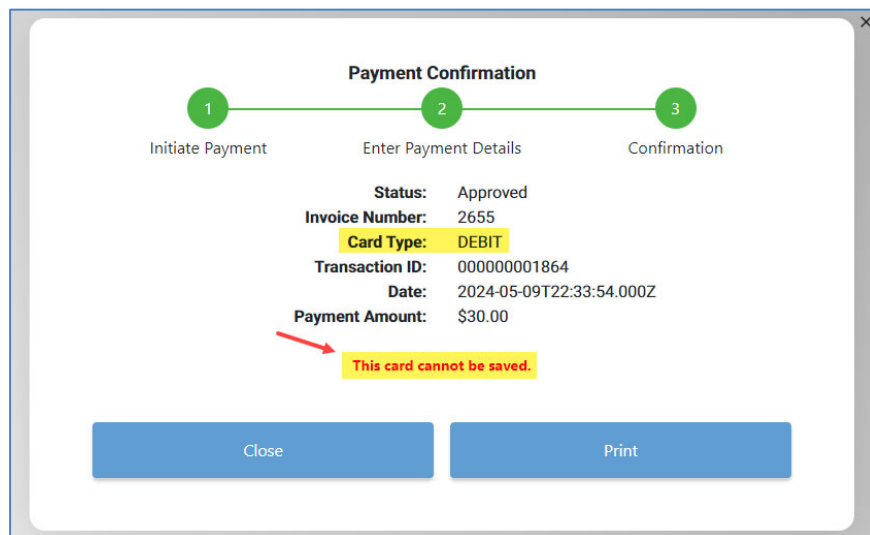 ×
Payment Confirmation
1 2 3
Initiate Payment Enter Payment Details Confirmation
Status: Approved
Invoice Number: 2655
Card Type: DEBIT
Transaction ID: 000000001864
Date: 2024-05-09T22:33:54.000Z
Payment Amount: $30.00
This card cannot be saved.
Close Print